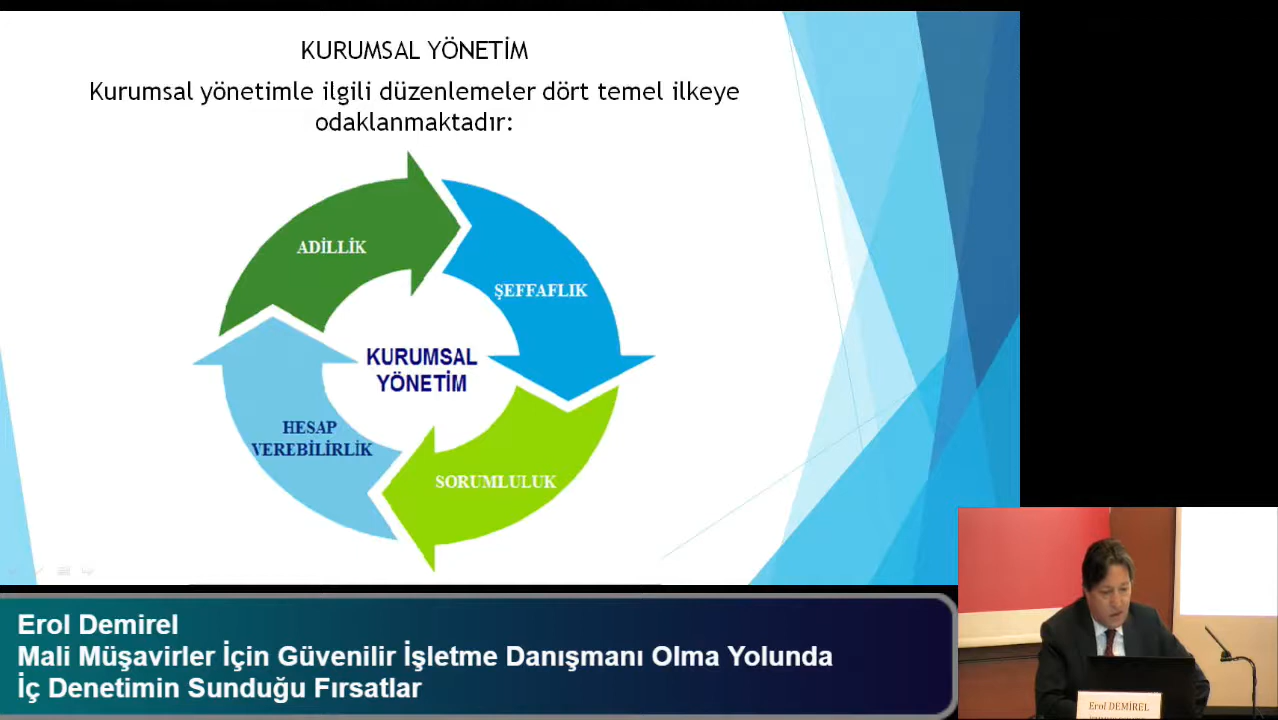 KURUMSAL YÖNETİM
Kurumsal yönetimle ilgili düzenlemeler dört temel ilkeye
odaklanmaktadır:
ADİLLİK
ŞEFFAFLIK
KURUMSAL
YÖNETİM
HESAP
VEREBİLİRLİK
SORUMLULUK
Erol Demirel
Mali Müşavirler İçin Güvenilir İşletme Danışmanı Olma Yolunda
İç Denetimin Sunduğu Fırsatlar
Erol DEMİREL